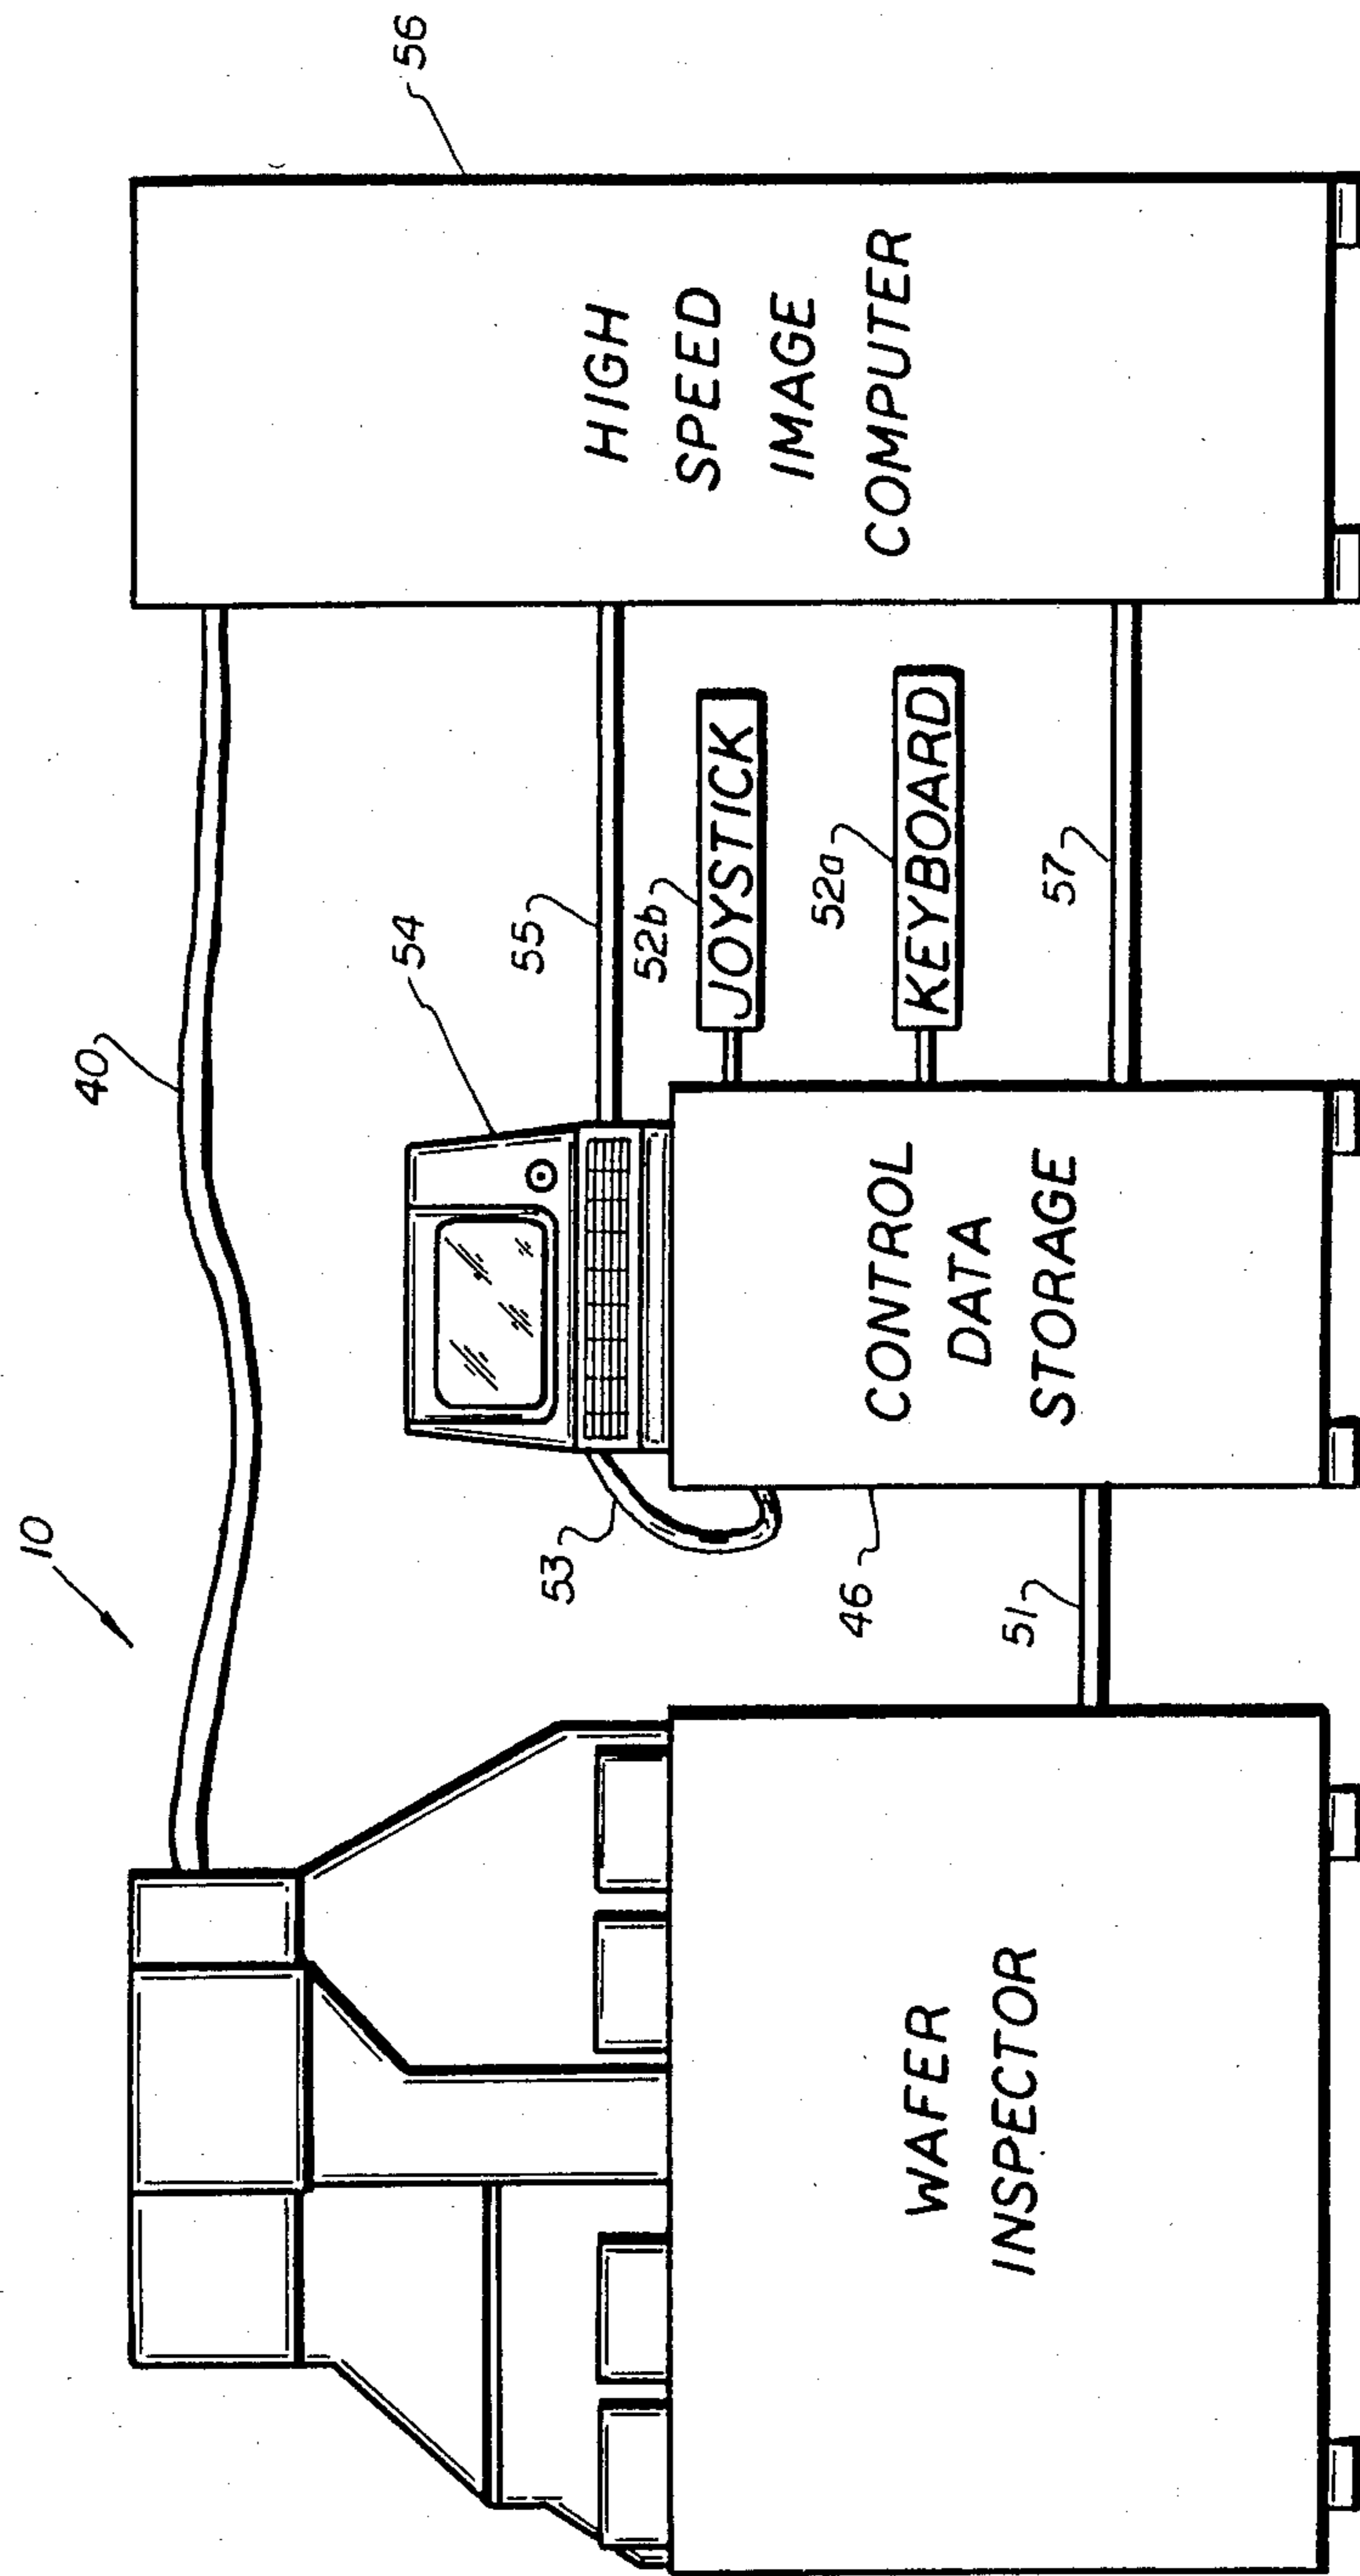 10
40
56
54
55
53
52b
JOYSTICK
52a
KEYBOARD
46
51
57
HIGH
SPEED
IMAGE
COMPUTER
CONTROL
DATA
STORAGE
WAFER
INSPECTOR